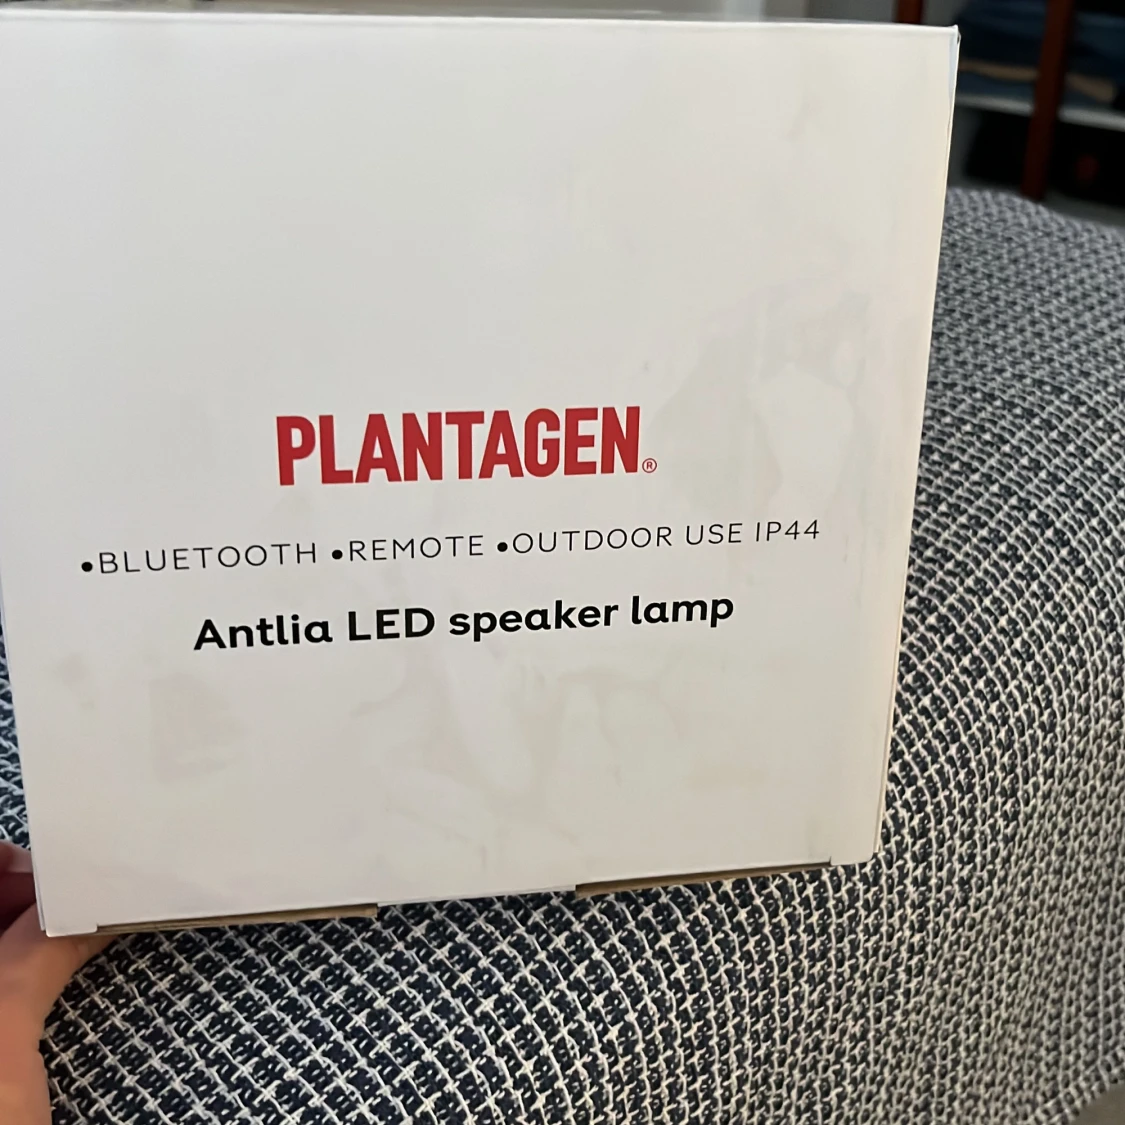 PLANTAGEN®
•BLUETOOTH •REMOTE •OUTDOOR USE IP44
Antlia LED speaker lamp